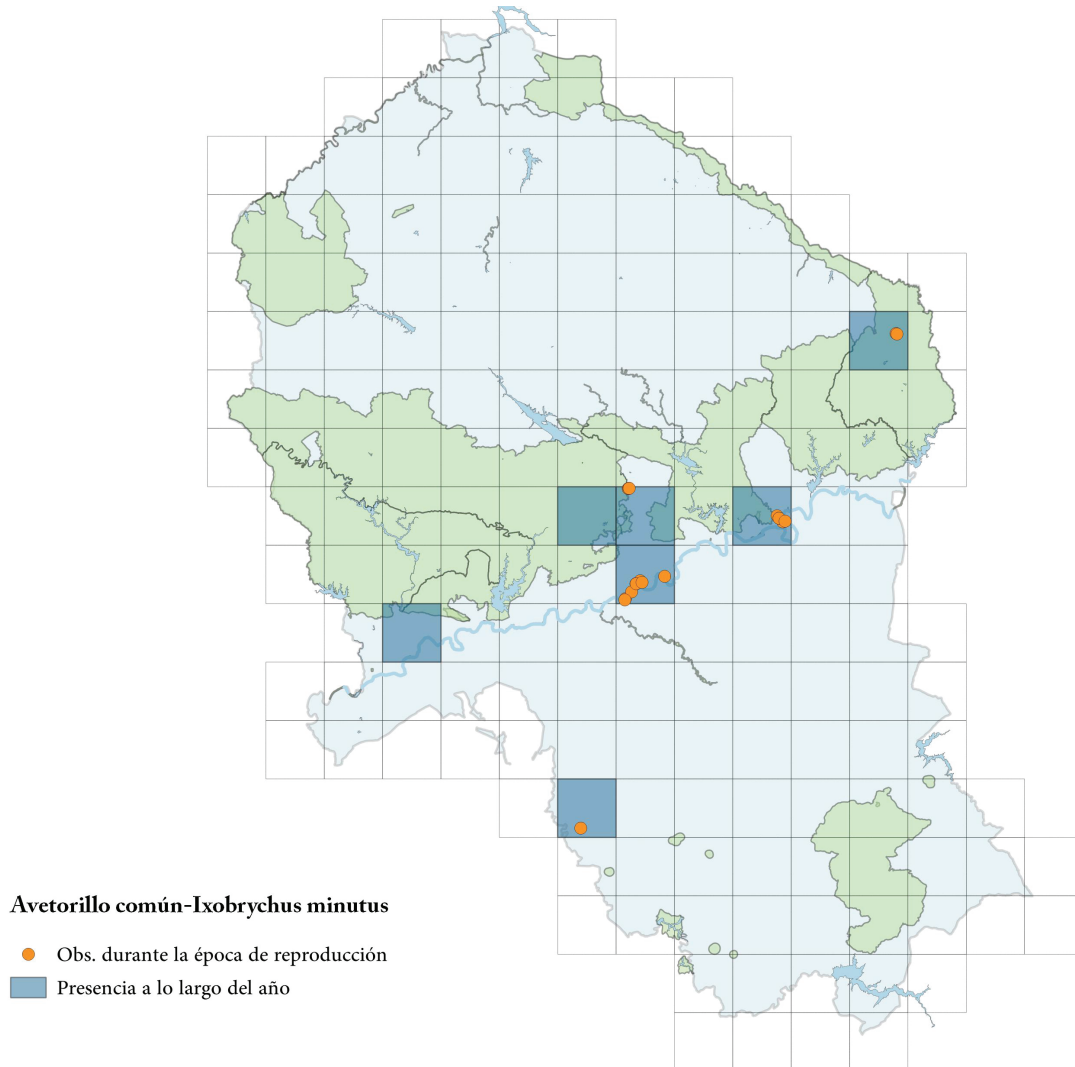 Avetorillo común-Ixobrychus minutus
Obs. durante la época de reproducción
Presencia a lo largo del año